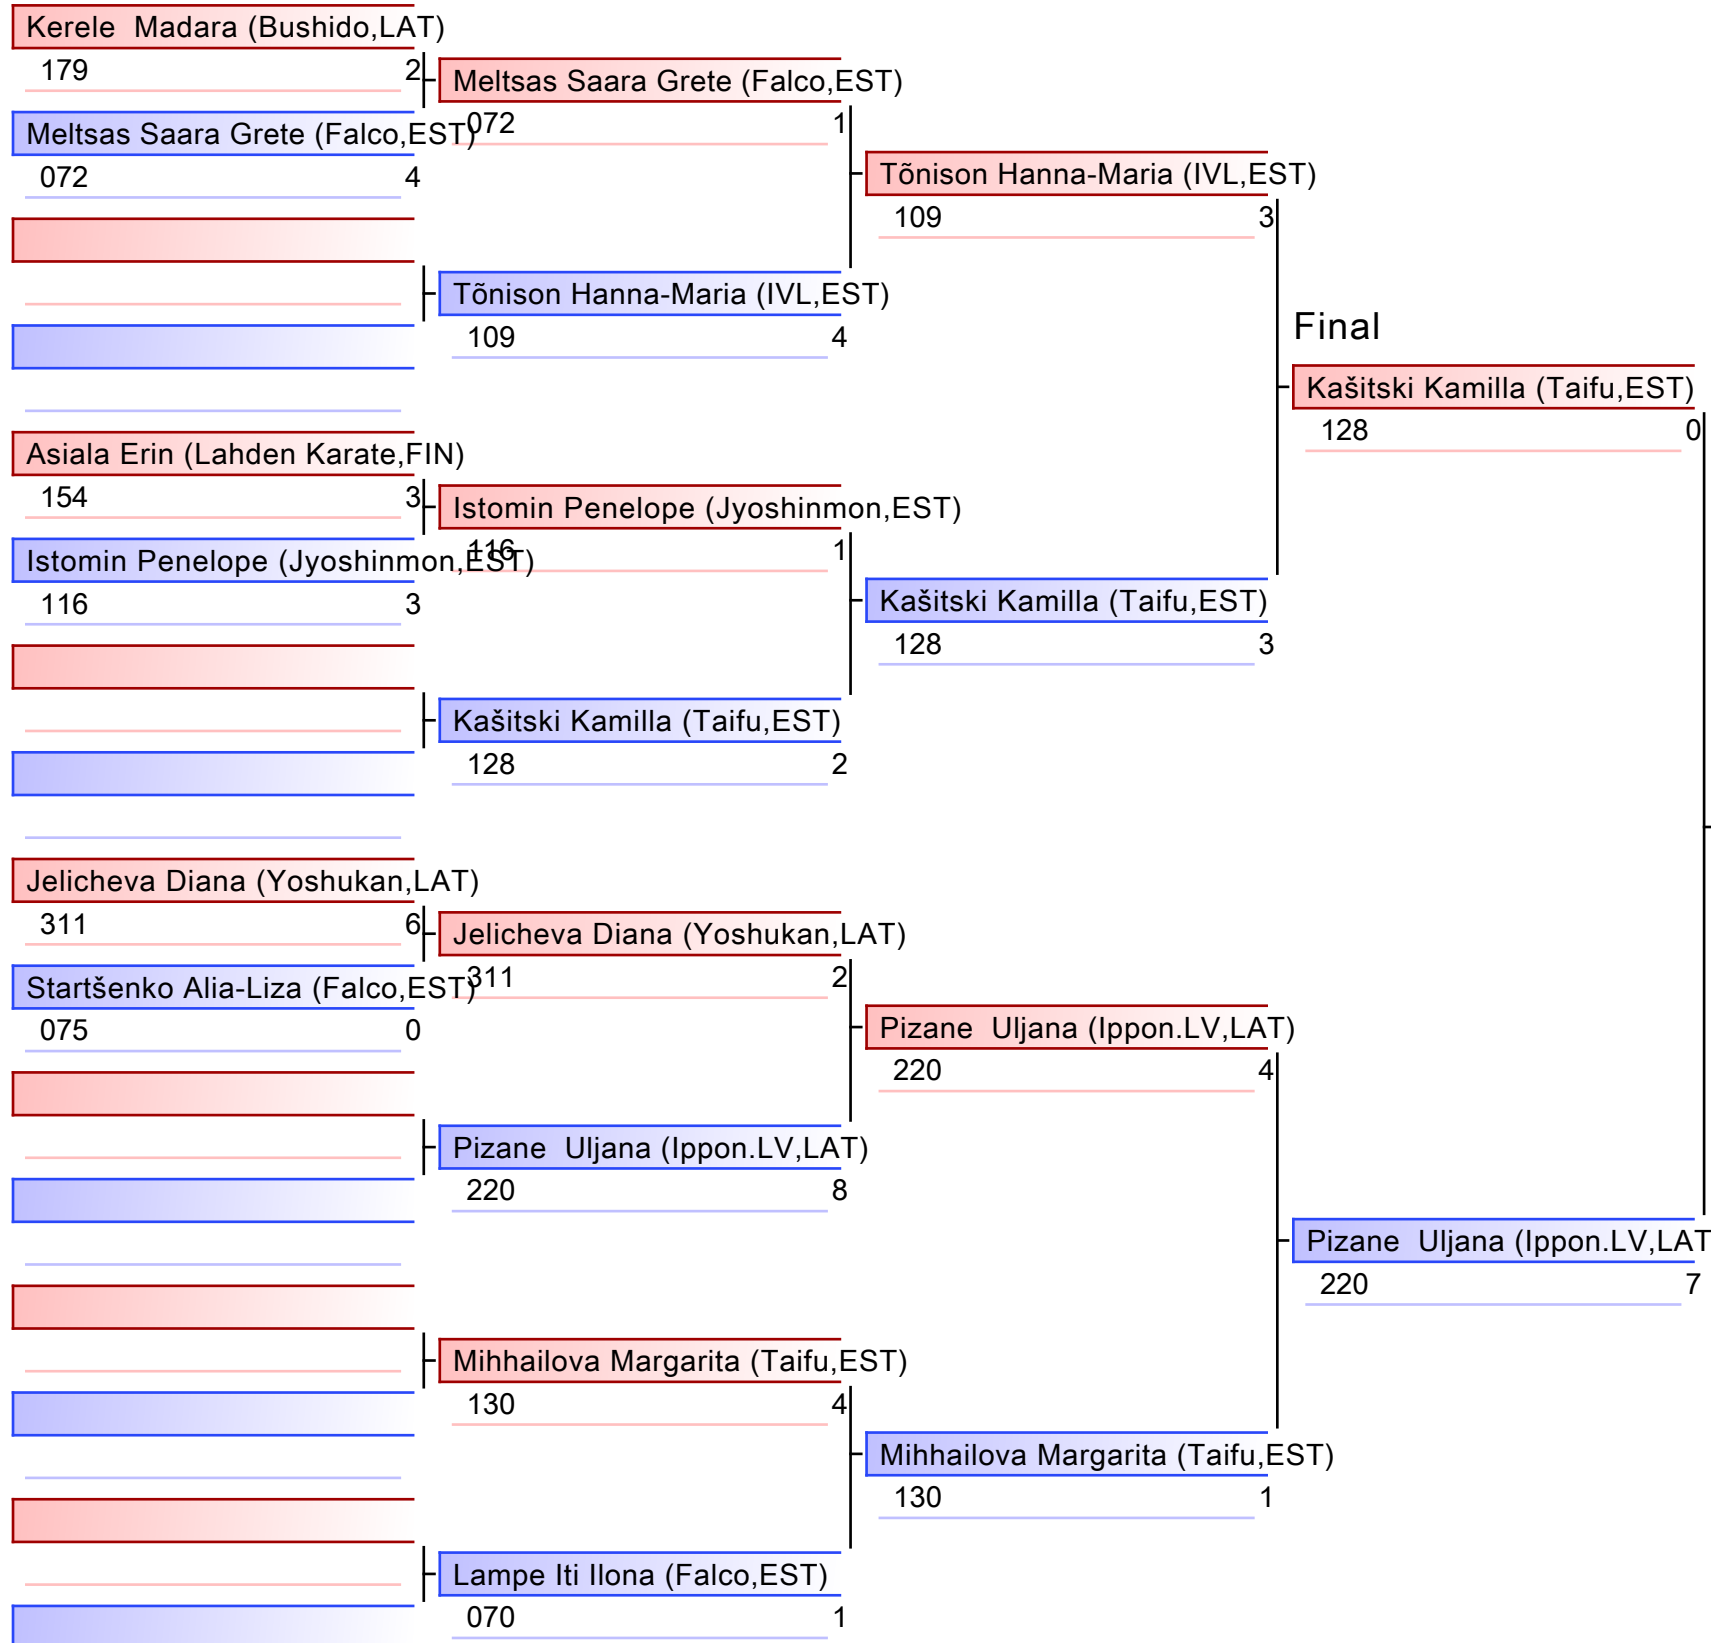 Kerele  Madara (Bushido,LAT)
179 2
Meltsas Saara Grete (Falco,EST)
072 4
Asiala Erin (Lahden Karate,FIN)
154 3
Istomin Penelope (Jyoshinmon,EST)
116 3
Jelicheva Diana (Yoshukan,LAT)
311 6
Startšenko Alia-Liza (Falco,EST)
075 0
Meltsas Saara Grete (Falco,EST)
072 1
Tõnison Hanna-Maria (IVL,EST)
109 4
Istomin Penelope (Jyoshinmon,EST)
116 1
Kašitski Kamilla (Taifu,EST)
128 2
Jelicheva Diana (Yoshukan,LAT)
311 2
Pizane  Uljana (Ippon.LV,LAT)
220 8
Mihhailova Margarita (Taifu,EST)
130 4
Lampe Iti Ilona (Falco,EST)
070 1
Tõnison Hanna-Maria (IVL,EST)
109 3
Kašitski Kamilla (Taifu,EST)
128 3
Pizane  Uljana (Ippon.LV,LAT)
220 4
Mihhailova Margarita (Taifu,EST)
130 1
Final
Kašitski Kamilla (Taifu,EST)
128 0
Pizane  Uljana (Ippon.LV,LAT
220 7